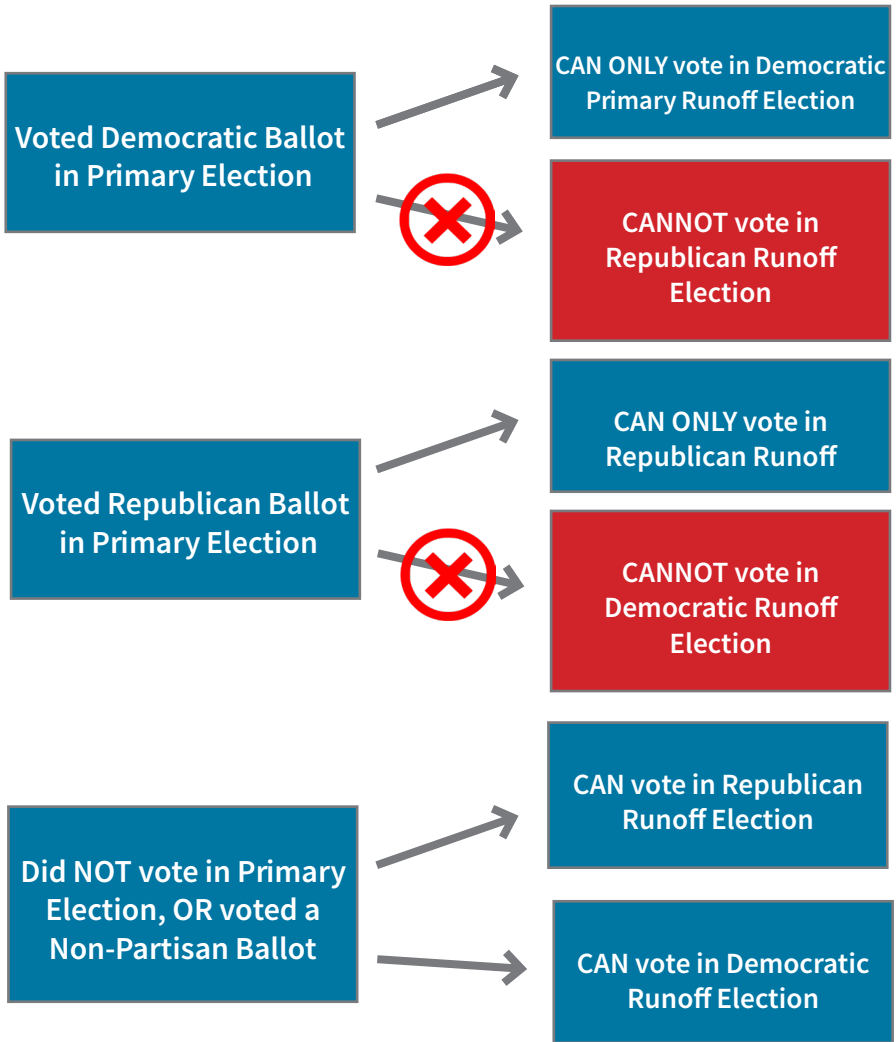 Voted Democratic Ballot
in Primary Election
CAN ONLY vote in Democratic
Primary Runoff Election
CANNOT vote in
Republican Runoff
Election
Voted Republican Ballot
in Primary Election
CAN ONLY vote in
Republican Runoff
CANNOT vote in
Democratic Runoff
Election
Did NOT vote in Primary
Election, OR voted a
Non-Partisan Ballot
CAN vote in Republican
Runoff Election
CAN vote in Democratic
Runoff Election